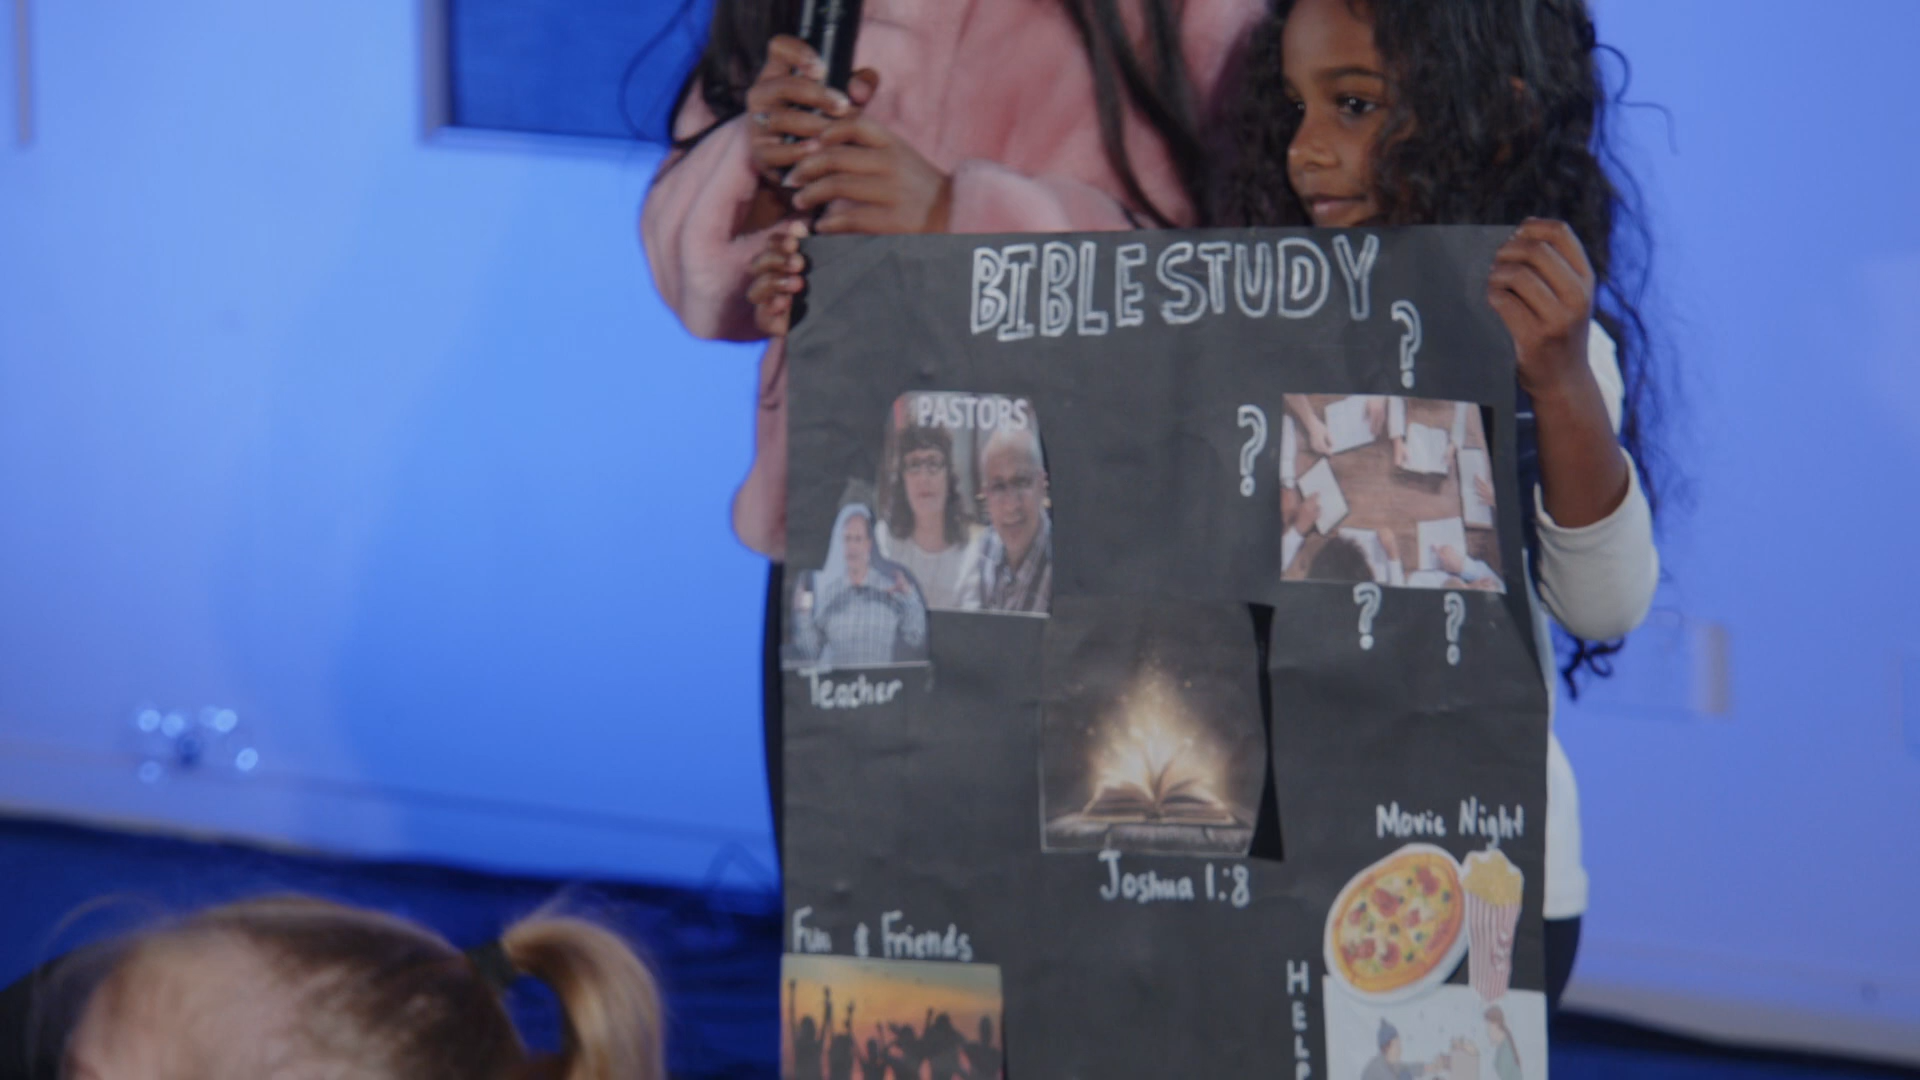 BIBLE STUDY
?
PASTORS
?
? ?
Teacher
Movie Night
Joshua 1:8
Fun & Friends
HELP